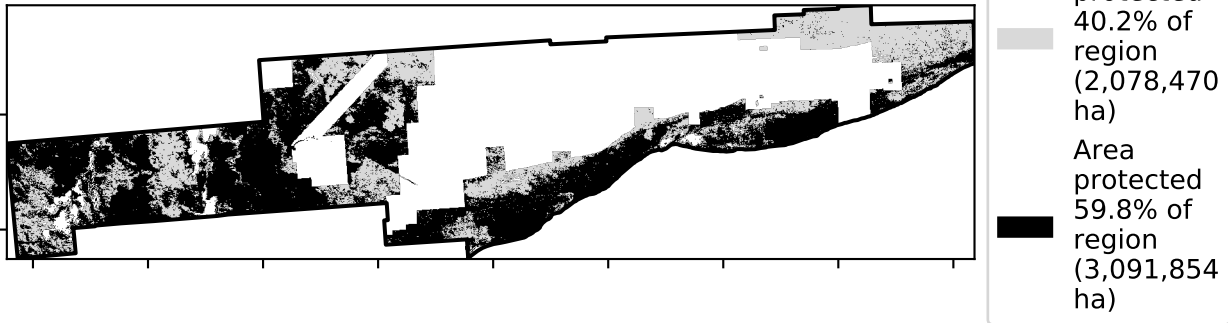 40.2% of
region
(2,078,470
ha)
Area
protected
59.8% of
region
(3,091,854
ha)